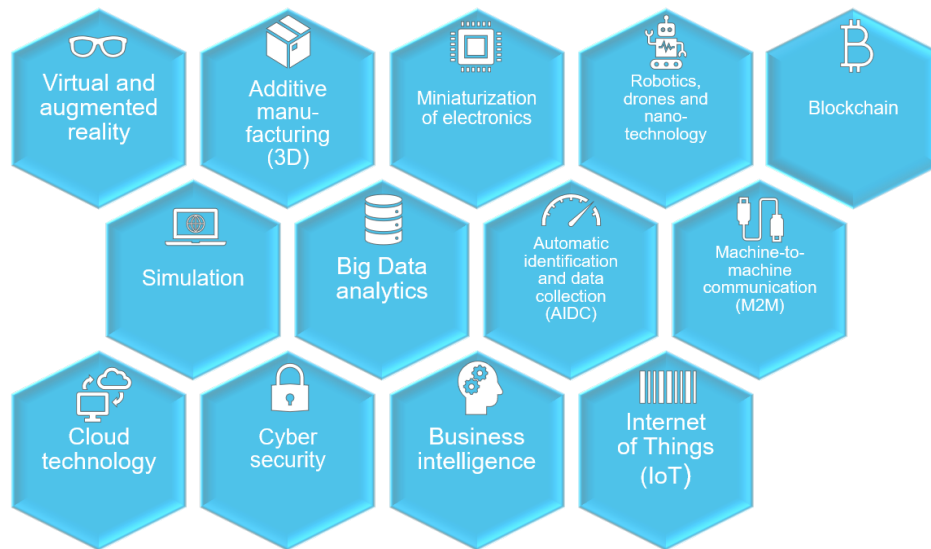 Virtual and
augmented
reality
Additive
manu-
facturing
(3D)
Miniaturization
of electronics
Robotics,
drones and
nano-
technology
Blockchain
Simulation
Big Data
analytics
Automatic
identification
and data
collection
(AIDC)
Machine-to-
machine
communication
(M2M)
Cloud
technology
Cyber
security
Business
intelligence
Internet
of Things
(IoT)